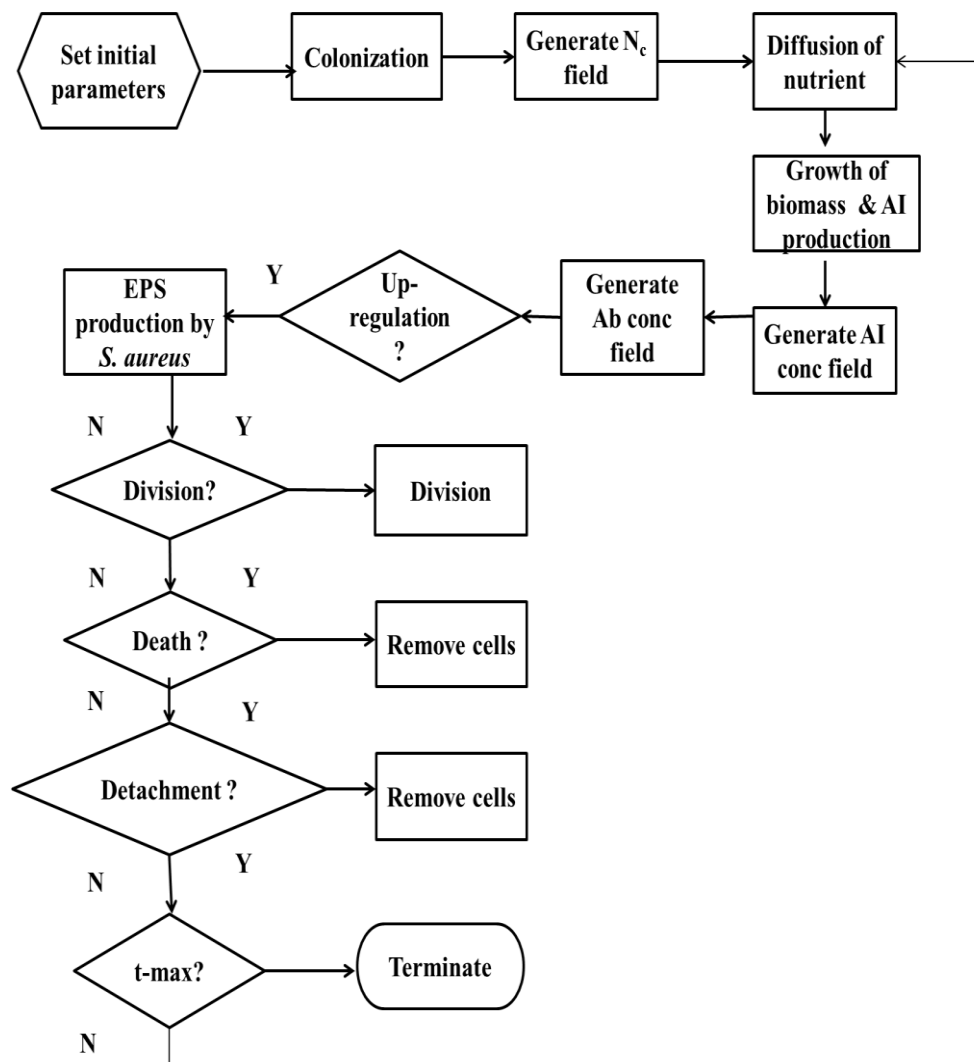 Set initial
parameters
Colonization
Generate Nc
field
Diffusion of
nutrient
Growth of
biomass & AI
production
Generate AI
conc field
Generate
Ab conc
field
Up-
regulation
?
Y
EPS
production by
S. aureus
N Y
Division?
Division
N Y
Death ?
Remove cells
N Y
Detachment ?
Remove cells
N Y
t-max?
Terminate
N